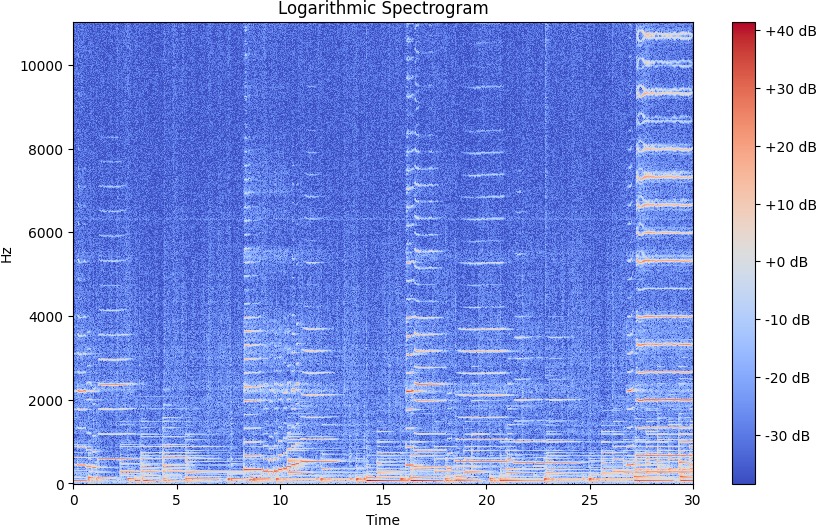 Logarithmic Spectrogram
Hz
10000
8000
6000
4000
2000
0
0 5 10 15 20 25 30
Time
+40 dB
+30 dB
+20 dB
+10 dB
+0 dB
-10 dB
-20 dB
-30 dB